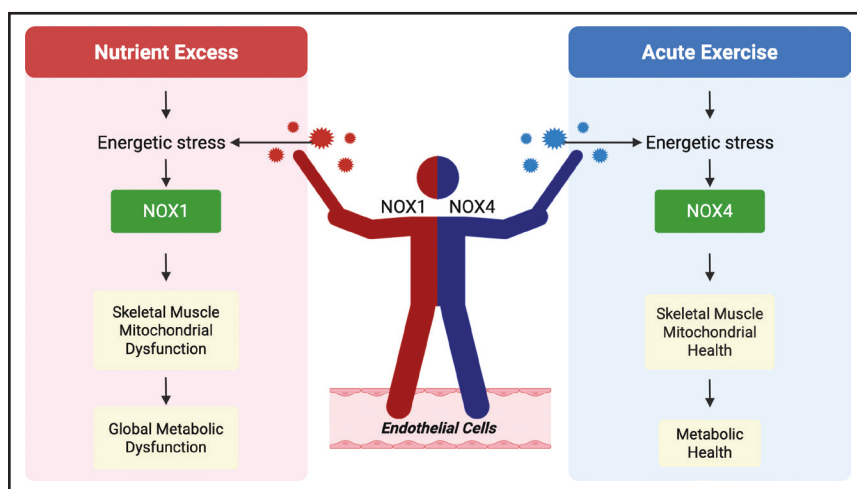 Nutrient Excess
Energetic stress
NOX1
Skeletal Muscle
Mitochondrial
Dysfunction
Global Metabolic
Dysfunction
NOX1
NOX4
Endothelial Cells
Acute Exercise
Energetic stress
NOX4
Skeletal Muscle
Mitochondrial
Health
Metabolic
Health